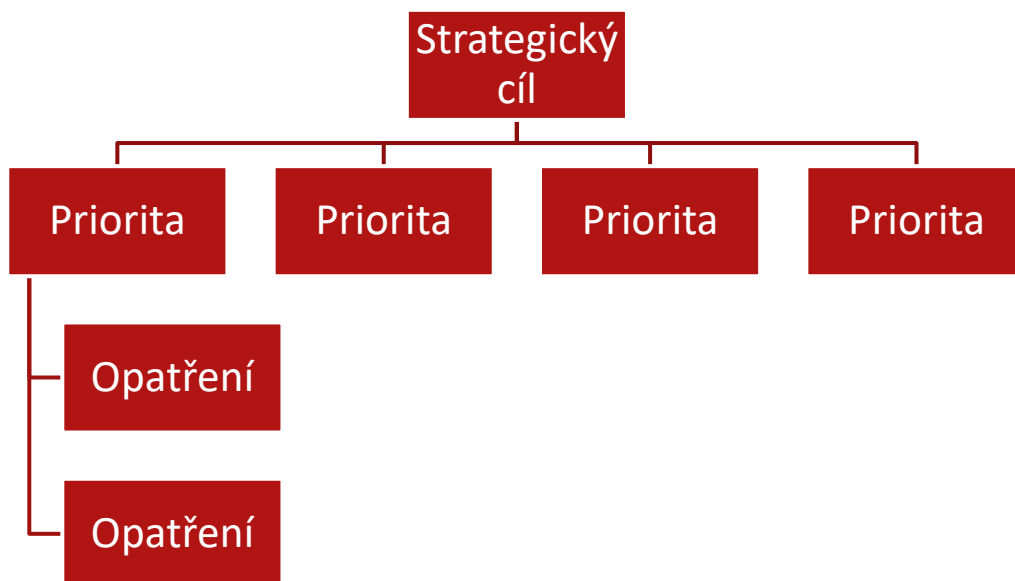 Strategický
cíl
Priorita
Priorita
Priorita
Priorita
Opatření
Opatření